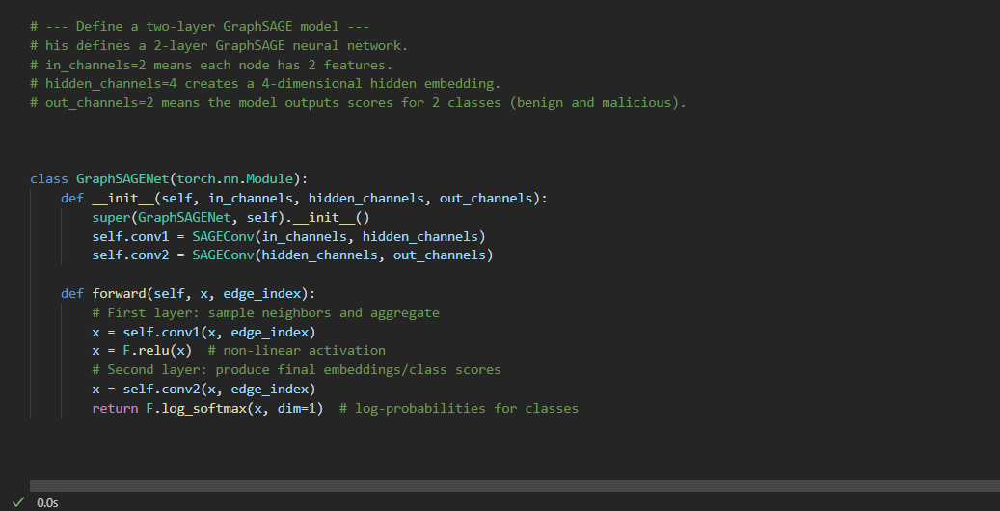 # --- Define a two-layer GraphSAGE model ---
# his defines a 2-layer GraphSAGE neural network.
# in_channels=2 means each node has 2 features.
# hidden_channels=4 creates a 4-dimensional hidden embedding.
# out_channels=2 means the model outputs scores for 2 classes (benign and malicious).
class GraphSAGENet(torch.nn.Module):
    def __init__(self, in_channels, hidden_channels, out_channels):
        super(GraphSAGENet, self).__init__()
        self.conv1 = SAGEConv(in_channels, hidden_channels)
        self.conv2 = SAGEConv(hidden_channels, out_channels)
    def forward(self, x, edge_index):
        # First layer: sample neighbors and aggregate
        x = self.conv1(x, edge_index)
        x = F.relu(x)  # non-linear activation
        # Second layer: produce final embeddings/class scores
        x = self.conv2(x, edge_index)
        return F.log_softmax(x, dim=1)  # log-probabilities for classes
0.0s